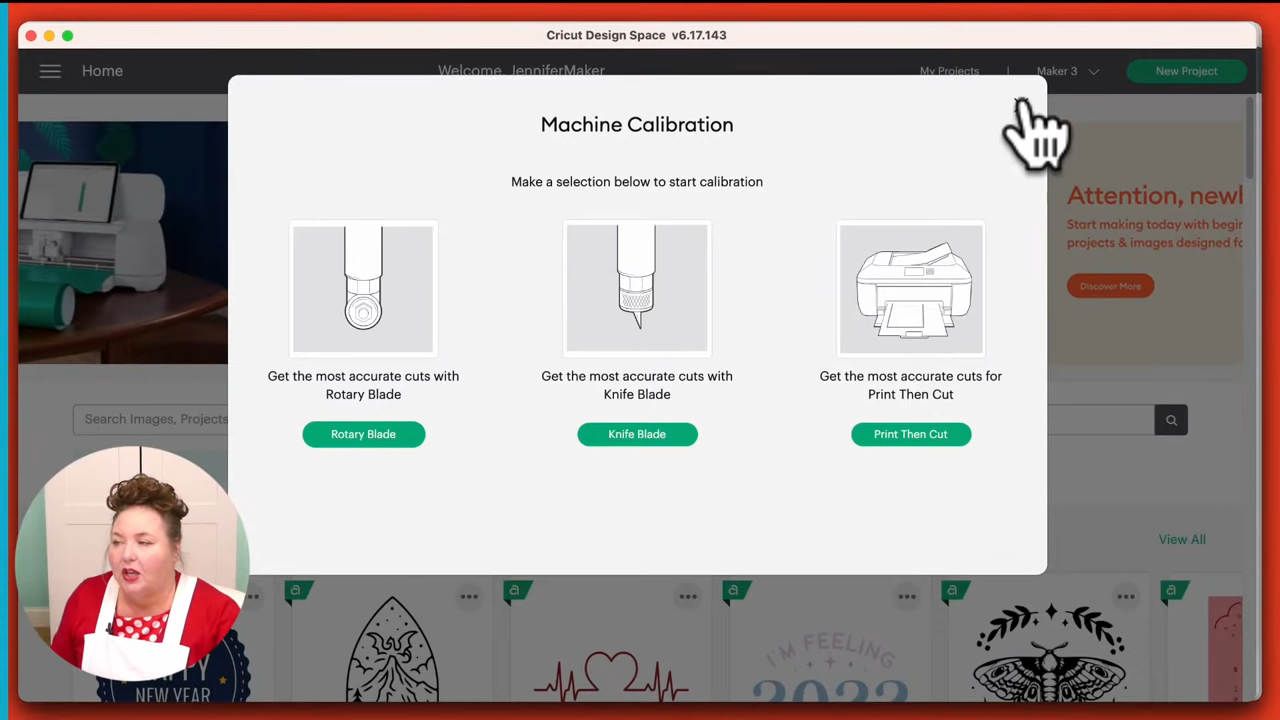 Cricut Design Space v6.17.143
Home
Welcome, JenniferMaker
My Projects
Maker 3
New Project
Machine Calibration
Make a selection below to start calibration
Get the most accurate cuts with
Rotary Blade
Rotary Blade
Get the most accurate cuts with
Knife Blade
Knife Blade
Get the most accurate cuts for
Print Then Cut
Print Then Cut
Attention, newb
Start making today with begin
projects & images designed fo
Discover More
Search Images, Projects
View All
a
a
a
a
a
NEW YEAR
I'M FEELING
2023